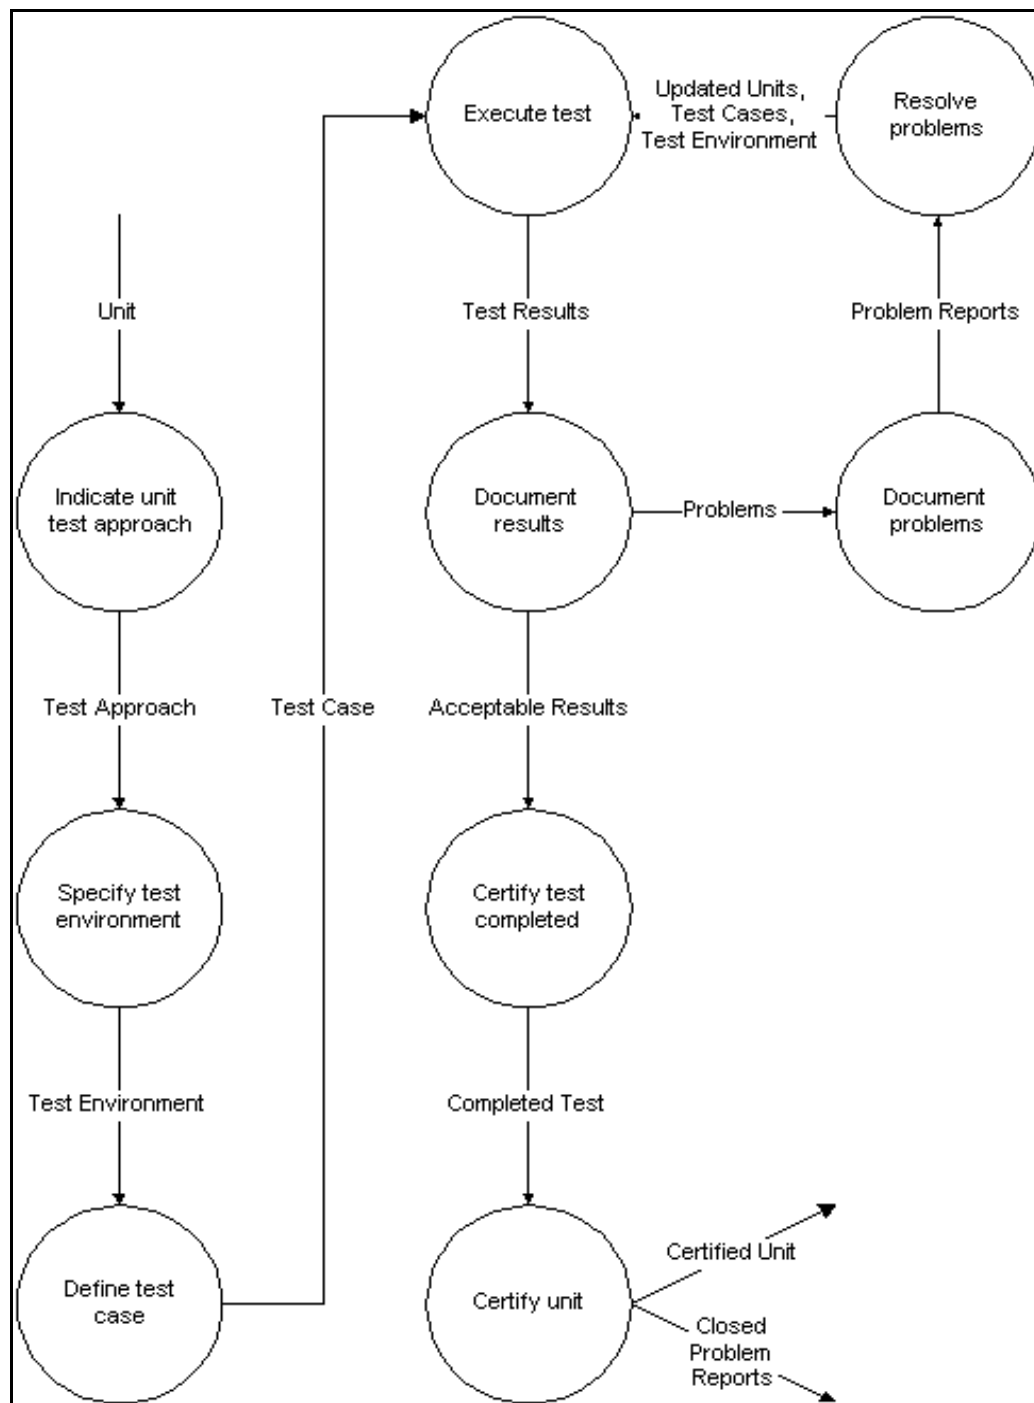 Execute test
Updated Units,
Test Cases,
Test Environment
Resolve
problems
Unit
Test Results
Problem Reports
Indicate unit
test approach
Document
results
Problems
Document
problems
Test Approach
Test Case
Acceptable Results
Specify test
environment
Certify test
completed
Test Environment
Completed Test
Define test
case
Certify unit
Certified Unit
Closed
Problem
Reports